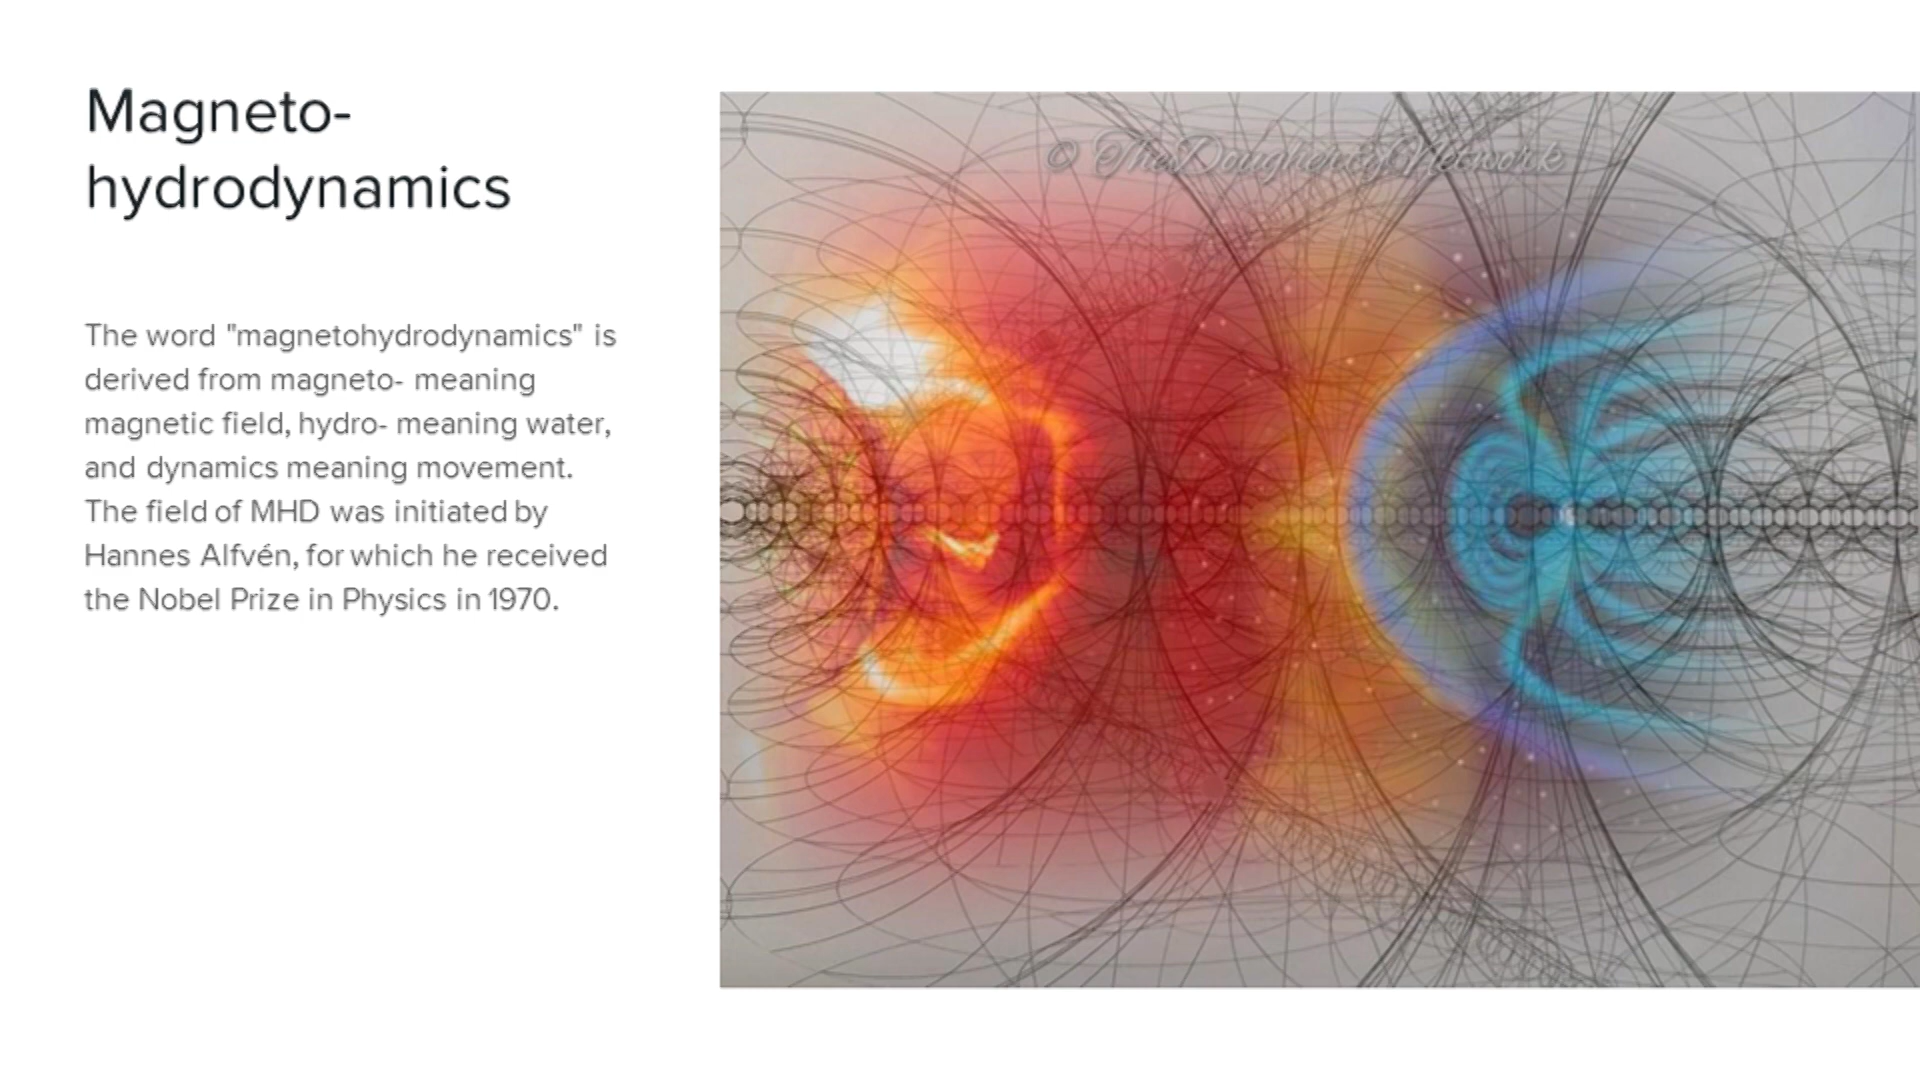 Magneto-
hydrodynamics
© TheDoughertyNetwork
The word "magnetohydrodynamics" is
derived from magneto- meaning
magnetic field, hydro- meaning water,
and dynamics meaning movement.
The field of MHD was initiated by
Hannes Alfvén, for which he received
the Nobel Prize in Physics in 1970.